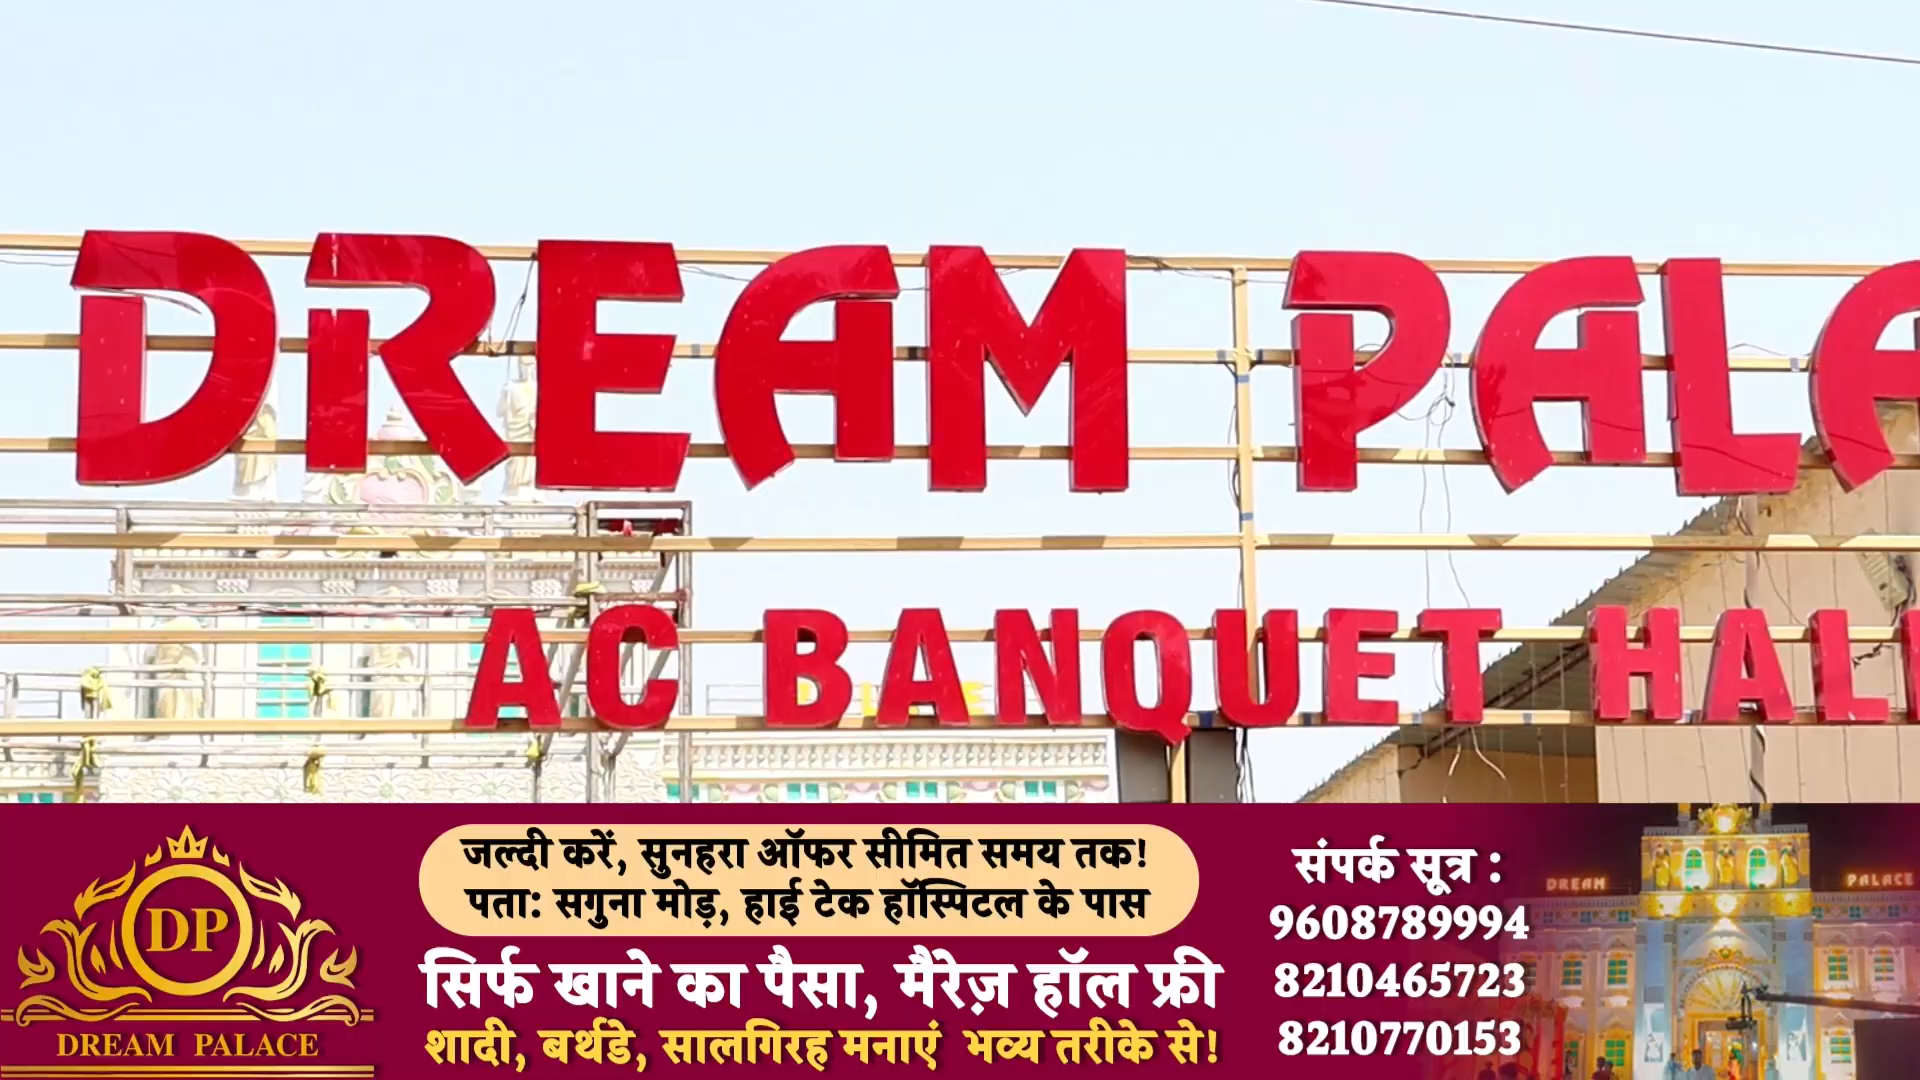 DREAM PALA
AC BANQUET HALL
DP
DREAM PALACE
जल्दी करें, सुनहरा ऑफर सीमित समय तक!
पता: सगुना मोड़, हाई टेक हॉस्पिटल के पास
सिर्फ खाने का पैसा, मैरेज़ हॉल फ्री
शादी, बर्थडे, सालगिरह मनाएं भव्य तरीके से!
संपर्क सूत्र :
9608789994
8210465723
8210770153
DREAM PALACE